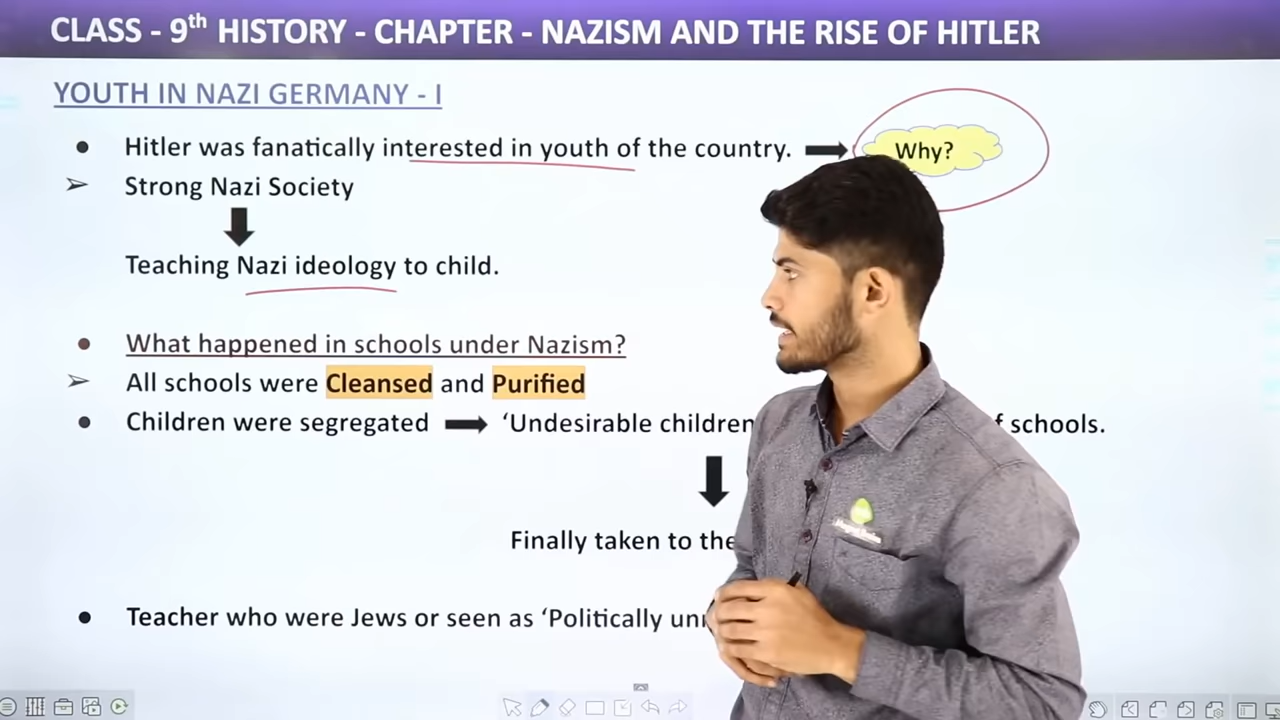 CLASS - 9th HISTORY - CHAPTER - NAZISM AND THE RISE OF HITLER
YOUTH IN NAZI GERMANY - I
● Hitler was fanatically interested in youth of the country. Why?
➢ Strong Nazi Society
Teaching Nazi ideology to child.
● What happened in schools under Nazism?
➢ All schools were Cleansed and Purified
● Children were segregated ‘Undesirable children schools.
Finally taken to the
● Teacher who were Jews or seen as ‘Politically